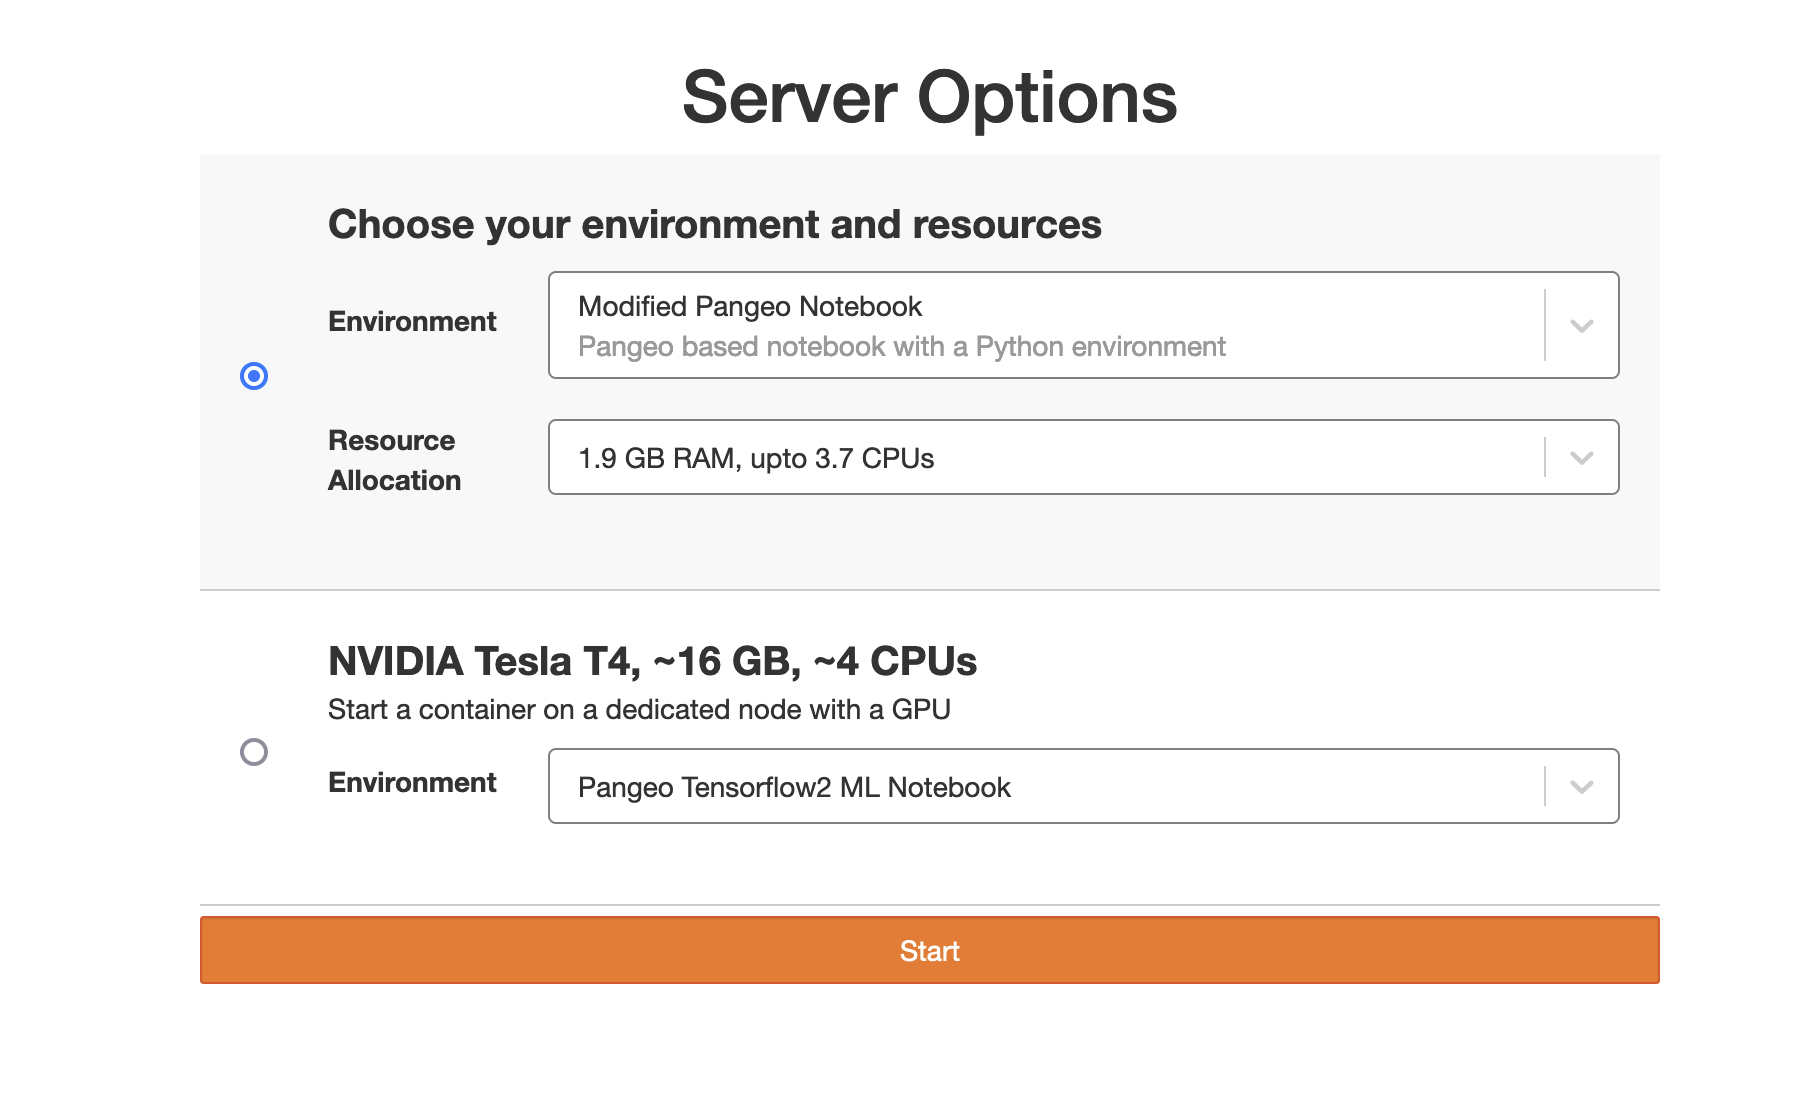 Server Options
Choose your environment and resources
Environment
Modified Pangeo Notebook
Pangeo based notebook with a Python environment
Resource
Allocation
1.9 GB RAM, upto 3.7 CPUs
NVIDIA Tesla T4, ~16 GB, ~4 CPUs
Start a container on a dedicated node with a GPU
Environment
Pangeo Tensorflow2 ML Notebook
Start